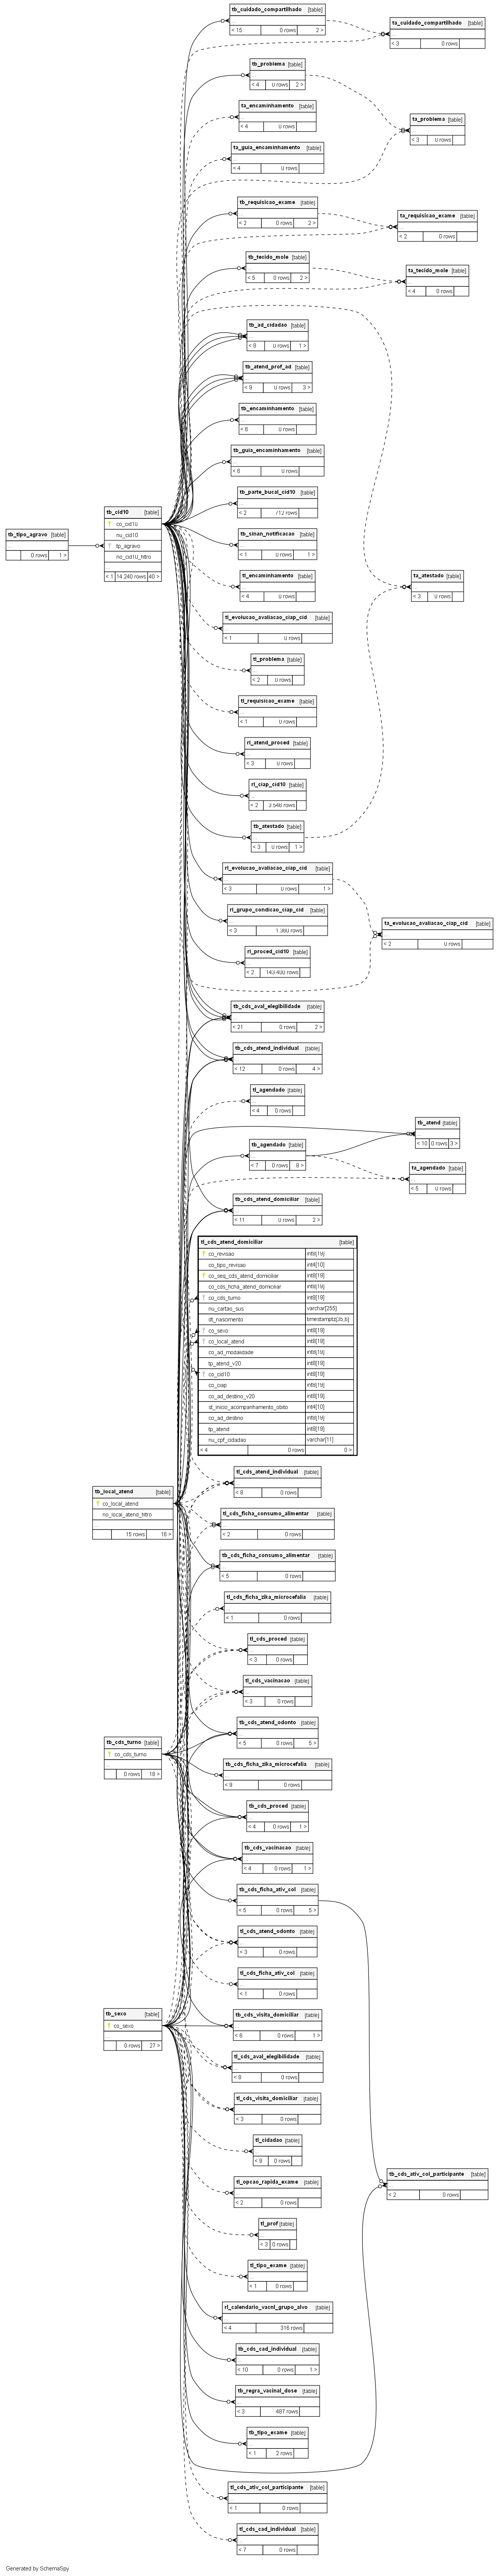 tb_cuidado_compartilhado [table]
...
< 15 0 rows 2 >
ta_cuidado_compartilhado [table]
...
< 3 0 rows
tb_problema [table]
...
< 4 0 rows 2 >
ta_encaminhamento [table]
...
< 4 0 rows
ta_problema [table]
...
< 3 0 rows
ta_guia_encaminhamento [table]
...
< 4 0 rows
tb_requisicao_exame [table]
...
< 2 0 rows 2 >
ta_requisicao_exame [table]
...
< 2 0 rows
tb_tecido_mole [table]
...
< 5 0 rows 2 >
ta_tecido_mole [table]
...
< 4 0 rows
tb_ad_cidadao [table]
...
< 8 0 rows 1 >
tb_atend_prof_ad [table]
...
< 9 0 rows 3 >
tb_encaminhamento [table]
...
< 6 0 rows
tb_guia_encaminhamento [table]
...
< 6 0 rows
tb_parte_bucal_cid10 [table]
...
< 2 712 rows
tb_cid10 [table]
co_cid10
nu_cid10
tp_agravo
no_cid10_filtro
...
< 1 14.240 rows 40 >
tb_tipo_agravo [table]
...
0 rows 1 >
tb_sinan_notificacao [table]
...
< 1 0 rows 1 >
tl_encaminhamento [table]
...
< 4 0 rows
ta_atestado [table]
...
< 3 0 rows
tl_evolucao_avaliacao_ciap_cid [table]
...
< 1 0 rows
tl_problema [table]
...
< 2 0 rows
tl_requisicao_exame [table]
...
< 1 0 rows
rl_atend_proced [table]
...
< 3 0 rows
rl_ciap_cid10 [table]
...
< 2 3.546 rows
tb_atestado [table]
...
< 3 0 rows 1 >
rl_evolucao_avaliacao_ciap_cid [table]
...
< 3 0 rows 1 >
rl_grupo_condicao_ciap_cid [table]
...
< 3 1.380 rows
ta_evolucao_avaliacao_ciap_cid [table]
...
< 2 0 rows
rl_proced_cid10 [table]
...
< 2 143.400 rows
tb_cds_aval_elegibilidade [table]
...
< 21 0 rows 2 >
tb_cds_atend_individual [table]
...
< 12 0 rows 4 >
tl_agendado [table]
...
< 4 0 rows
tb_atend [table]
...
< 10 0 rows 3 >
tb_agendado [table]
...
< 7 0 rows 8 >
ta_agendado [table]
...
< 5 0 rows
tb_cds_atend_domiciliar [table]
...
< 11 0 rows 2 >
tl_cds_atend_domiciliar [table]
co_revisao int8[19]
co_tipo_revisao int4[10]
co_seq_cds_atend_domiciliar int8[19]
co_cds_ficha_atend_domiciliar int8[19]
co_cds_turno int8[19]
nu_cartao_sus varchar[255]
dt_nascimento timestamptz[35,6]
co_sexo int8[19]
co_local_atend int8[19]
co_ad_modalidade int8[19]
tp_atend_v20 int8[19]
co_cid10 int8[19]
co_ciap int8[19]
co_ad_destino_v20 int8[19]
st_inicio_acompanhamento_obito int4[10]
co_ad_destino int8[19]
tp_atend int8[19]
nu_cpf_cidadao varchar[11]
< 4 0 rows 0 >
tb_local_atend [table]
co_local_atend
no_local_atend_filtro
...
15 rows 16 >
tl_cds_atend_individual [table]
...
< 8 0 rows
tl_cds_ficha_consumo_alimentar [table]
...
< 2 0 rows
tb_cds_ficha_consumo_alimentar [table]
...
< 5 0 rows
tl_cds_ficha_zika_microcefalia [table]
...
< 1 0 rows
tl_cds_proced [table]
...
< 3 0 rows
tl_cds_vacinacao [table]
...
< 3 0 rows
tb_cds_atend_odonto [table]
...
< 5 0 rows 5 >
tb_cds_turno [table]
co_cds_turno
...
0 rows 18 >
tb_cds_ficha_zika_microcefalia [table]
...
< 9 0 rows
tb_cds_proced [table]
...
< 4 0 rows 1 >
tb_cds_vacinacao [table]
...
< 4 0 rows 1 >
tb_cds_ficha_ativ_col [table]
...
< 5 0 rows 5 >
tl_cds_atend_odonto [table]
...
< 3 0 rows
tl_cds_ficha_ativ_col [table]
...
< 1 0 rows
tb_sexo [table]
co_sexo
...
0 rows 27 >
tb_cds_visita_domiciliar [table]
...
< 6 0 rows 1 >
tl_cds_aval_elegibilidade [table]
...
< 8 0 rows
tl_cds_visita_domiciliar [table]
...
< 3 0 rows
tl_cidadao [table]
...
< 9 0 rows
tl_opcao_rapida_exame [table]
...
< 2 0 rows
tb_cds_ativ_col_participante [table]
...
< 2 0 rows
tl_prof [table]
...
< 3 0 rows
tl_tipo_exame [table]
...
< 1 0 rows
rl_calendario_vacnl_grupo_alvo [table]
...
< 4 316 rows
tb_cds_cad_individual [table]
...
< 10 0 rows 1 >
tb_regra_vacinal_dose [table]
...
< 3 487 rows
tb_tipo_exame [table]
...
< 1 2 rows
tl_cds_ativ_col_participante [table]
...
< 1 0 rows
tl_cds_cad_individual [table]
...
< 7 0 rows
Generated by SchemaSpy